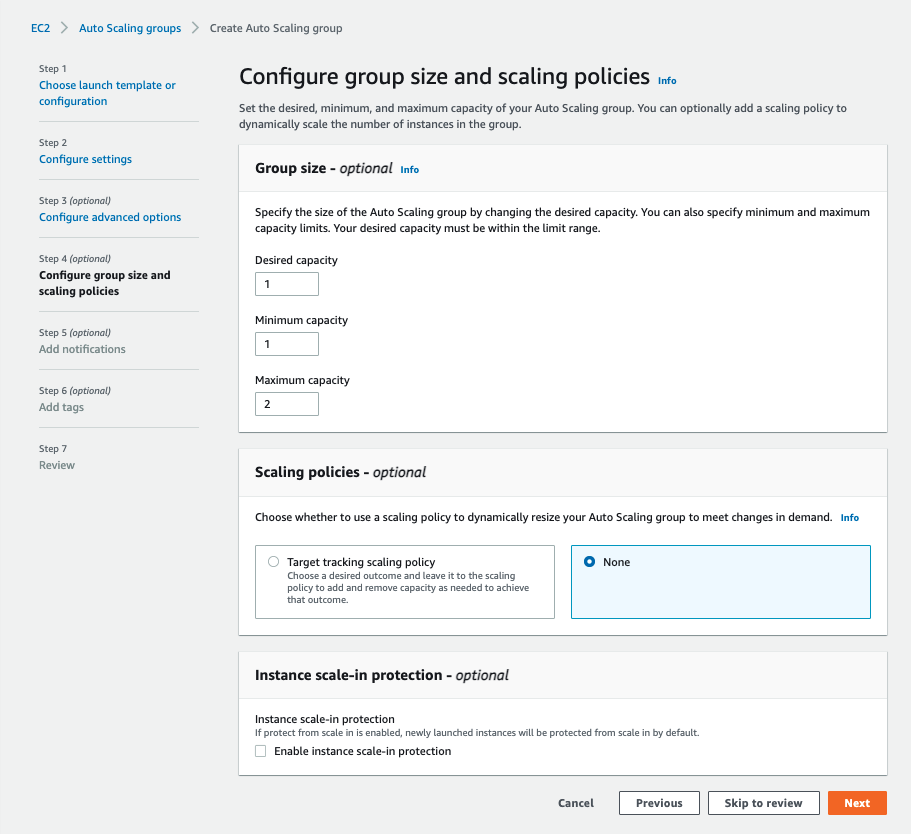 EC2 > Auto Scaling groups > Create Auto Scaling group
Step 1
Choose launch template or
configuration
Step 2
Configure settings
Step 3 (optional)
Configure advanced options
Step 4 (optional)
Configure group size and
scaling policies
Step 5 (optional)
Add notifications
Step 6 (optional)
Add tags
Step 7
Review
Configure group size and scaling policies Info
Set the desired, minimum, and maximum capacity of your Auto Scaling group. You can optionally add a scaling policy to
dynamically scale the number of instances in the group.
Group size - optional Info
Specify the size of the Auto Scaling group by changing the desired capacity. You can also specify minimum and maximum
capacity limits. Your desired capacity must be within the limit range.
Desired capacity
1
Minimum capacity
1
Maximum capacity
2
Scaling policies - optional
Choose whether to use a scaling policy to dynamically resize your Auto Scaling group to meet changes in demand. Info
Target tracking scaling policy
Choose a desired outcome and leave it to the scaling
policy to add and remove capacity as needed to achieve
that outcome.
None
Instance scale-in protection - optional
Instance scale-in protection
If protect from scale in is enabled, newly launched instances will be protected from scale in by default.
Enable instance scale-in protection
Cancel Previous Skip to review Next